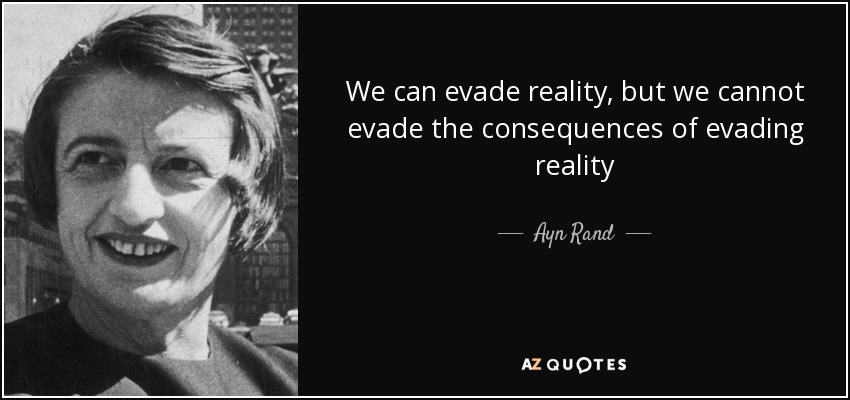 We can evade reality, but we cannot
evade the consequences of evading
reality
Ayn Rand
AZ QUOTES